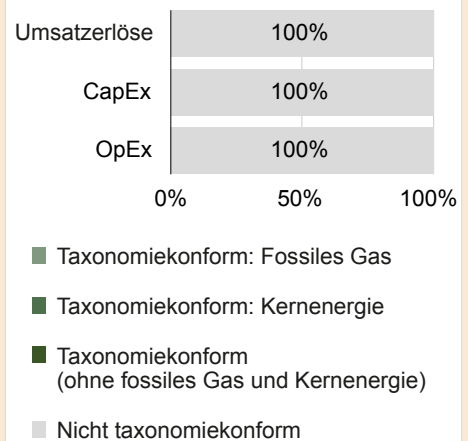 Umsatzerlöse 100%
CapEx 100%
OpEx 100%
0% 50% 100%
Taxonomiekonform: Fossiles Gas
Taxonomiekonform: Kernenergie
Taxonomiekonform
(ohne fossiles Gas und Kernenergie)
Nicht taxonomiekonform